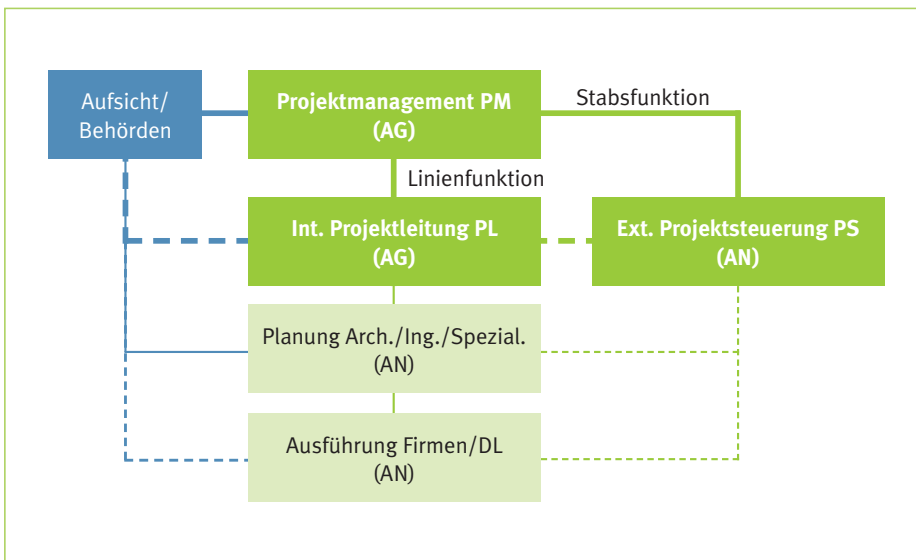 Aufsicht/
Behörden
Projektmanagement PM
(AG)
Stabsfunktion
Linienfunktion
Int. Projektleitung PL
(AG)
Ext. Projektsteuerung PS
(AN)
Planung Arch./Ing./Spezial.
(AN)
Ausführung Firmen/DL
(AN)